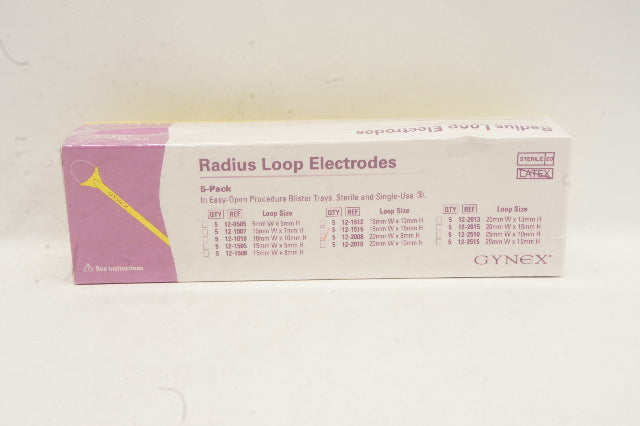 Radius Loop Electrodes
Radius Loop Electrodes
STERILE EO
LATEX
5-Pack
In Easy-Open Procedure Blister Trays. Sterile and Single-Use
QTY REF Loop Size
5 12-0505 5mm W x 5mm H
5 12-1007 10mm W x 7mm H
5 12-1010 10mm W x 10mm H
5 12-1505 15mm W x 5mm H
5 12-1508 15mm W x 8mm H
QTY REF Loop Size
5 12-1512 15mm W x 12mm H
5 12-1515 15mm W x 15mm H
5 12-2008 20mm W x 8mm H
5 12-2010 20mm W x 10mm H
QTY REF Loop Size
5 12-2013 20mm W x 13mm H
5 12-2015 20mm W x 15mm H
5 12-2510 25mm W x 10mm H
5 12-2515 25mm W x 15mm H
GYNEX
See Instructions
GYNEX